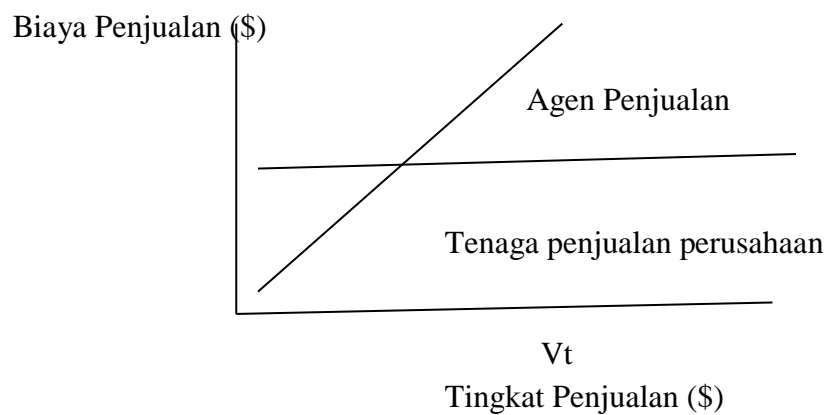 Biaya Penjualan ($)
Agen Penjualan
Tenaga penjualan perusahaan
Vt
Tingkat Penjualan ($)